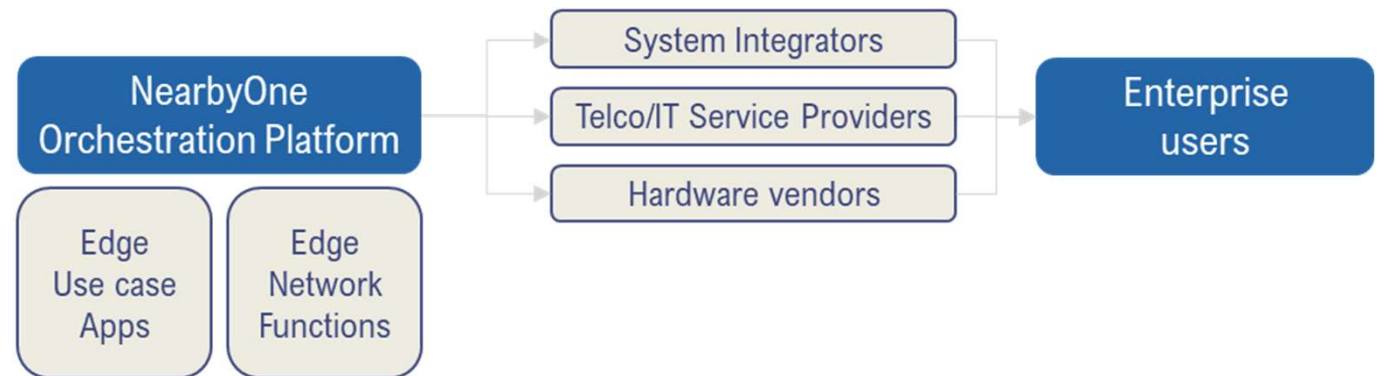 NearbyOne
Orchestration Platform
Edge
Use case
Apps
Edge
Network
Functions
System Integrators
Telco/IT Service Providers
Hardware vendors
Enterprise
users